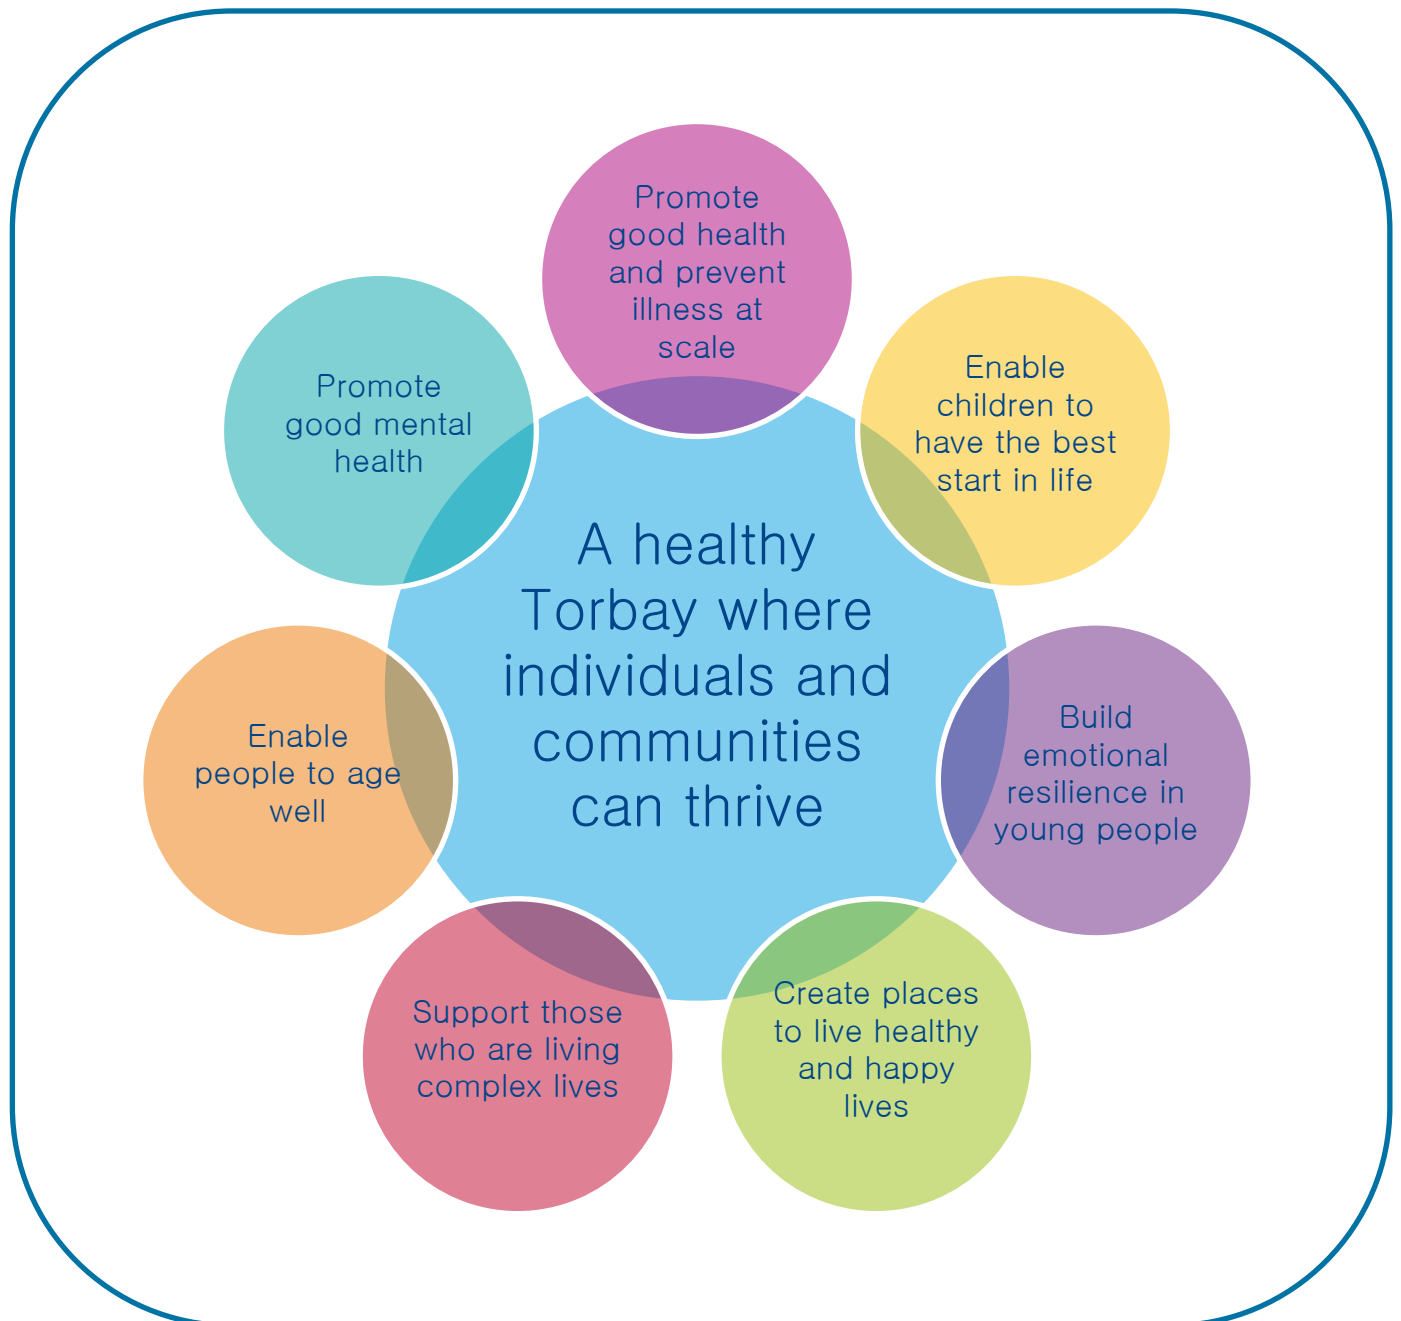 Promote
good health
and prevent
illness at
scale
Enable
children to
have the best
start in life
Build
emotional
resilience in
young people
Create places
to live healthy
and happy
lives
Support those
who are living
complex lives
Enable
people to age
well
Promote
good mental
health
A healthy
Torbay where
individuals and
communities
can thrive